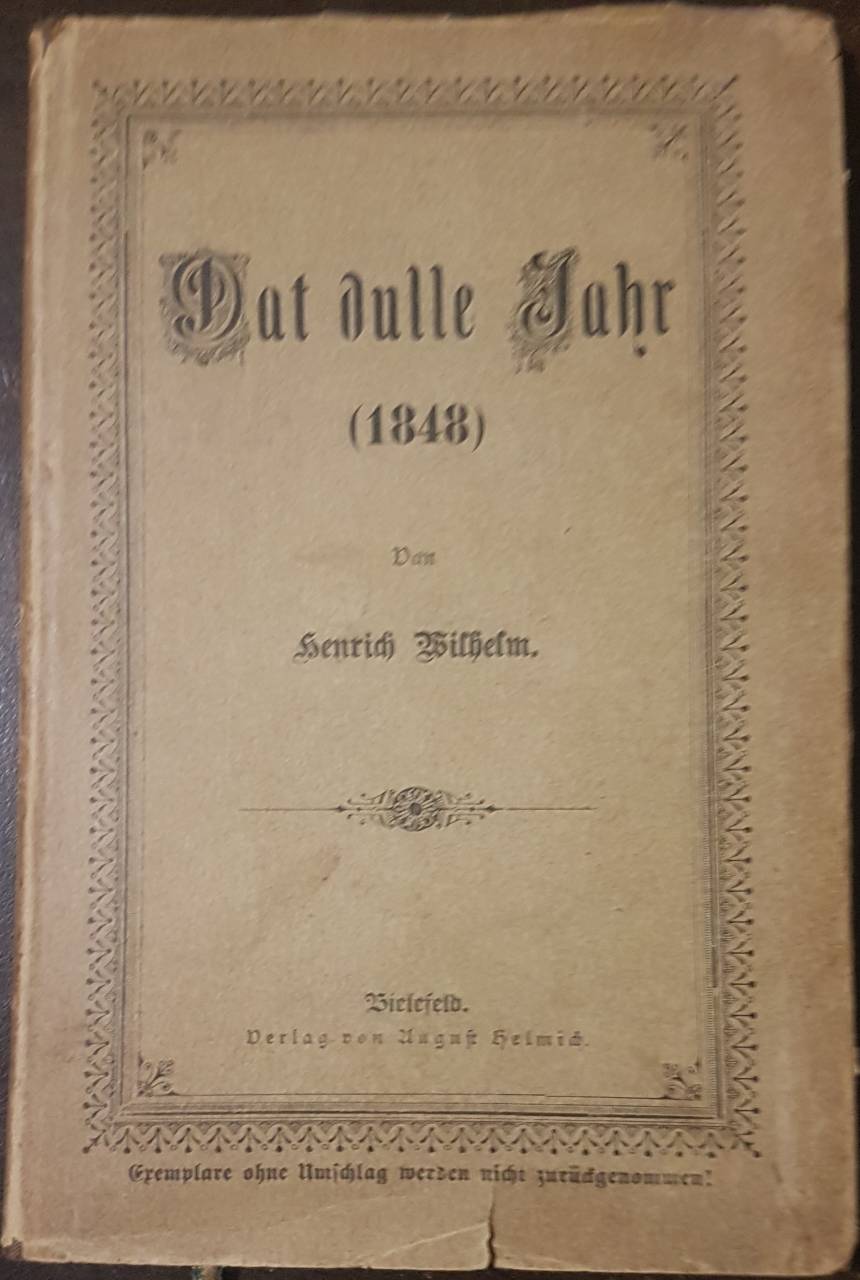 Dat dulle Jahr
(1848)
Van
Henrich Wilhelm.
Bielefeld.
Verlag von August Helmich.
Exemplare ohne Umschlag werden nicht zurückgenommen!